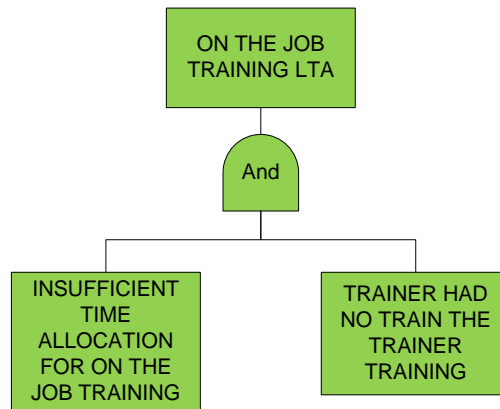 ON THE JOB
TRAINING LTA
And
INSUFFICIENT
TIME
ALLOCATION
FOR ON THE
JOB TRAINING
TRAINER HAD
NO TRAIN THE
TRAINER
TRAINING